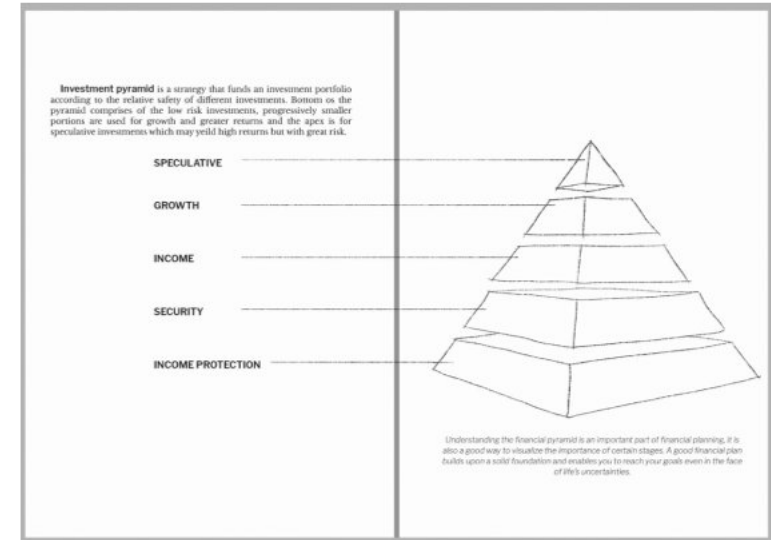 Investment pyramid is a strategy that funds an investment portfolio
according to the relative safety of different investments. Bottom os the
pyramid comprises of the low risk investments, progressively smaller
portions are used for growth and greater returns and the apex is for
speculative investments which may yeild high returns but with great risk.
SPECULATIVE
GROWTH
INCOME
SECURITY
INCOME PROTECTION
Understanding the financial pyramid is an important part of financial planning, it is
also a good way to visualize the importance of certain stages. A good financial plan
builds upon a solid foundation and enables you to reach your goals even in the face
of life's uncertainties.